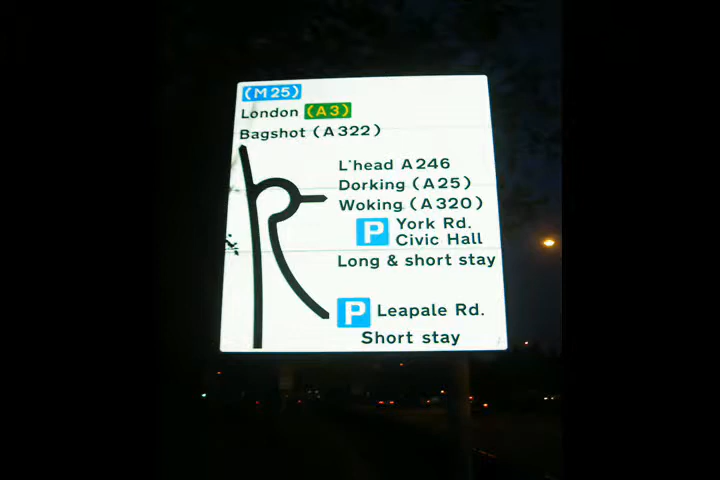 (M25)
London (A3)
Bagshot (A322)
L'head A246
Dorking (A25)
Woking (A320)
P York Rd.
Civic Hall
Long & short stay
P Leapale Rd.
Short stay